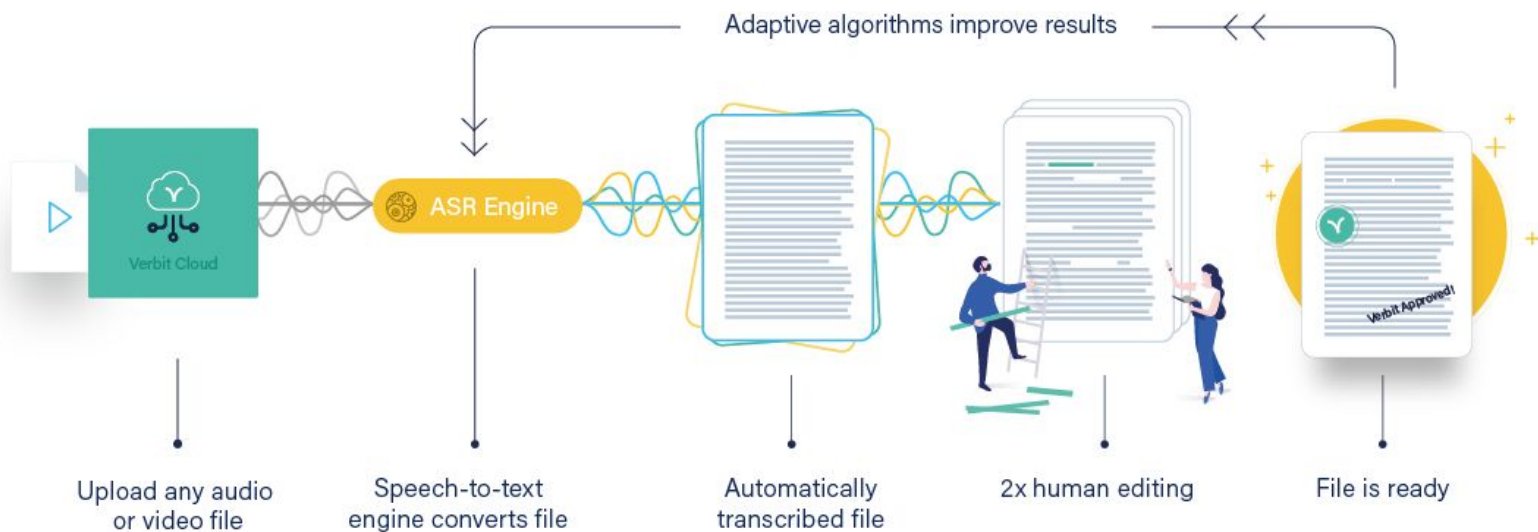 Adaptive algorithms improve results
Verbit Cloud
ASR Engine
Verbit Approved!
Upload any audio
or video file
Speech-to-text
engine converts file
Automatically
transcribed file
2x human editing
File is ready